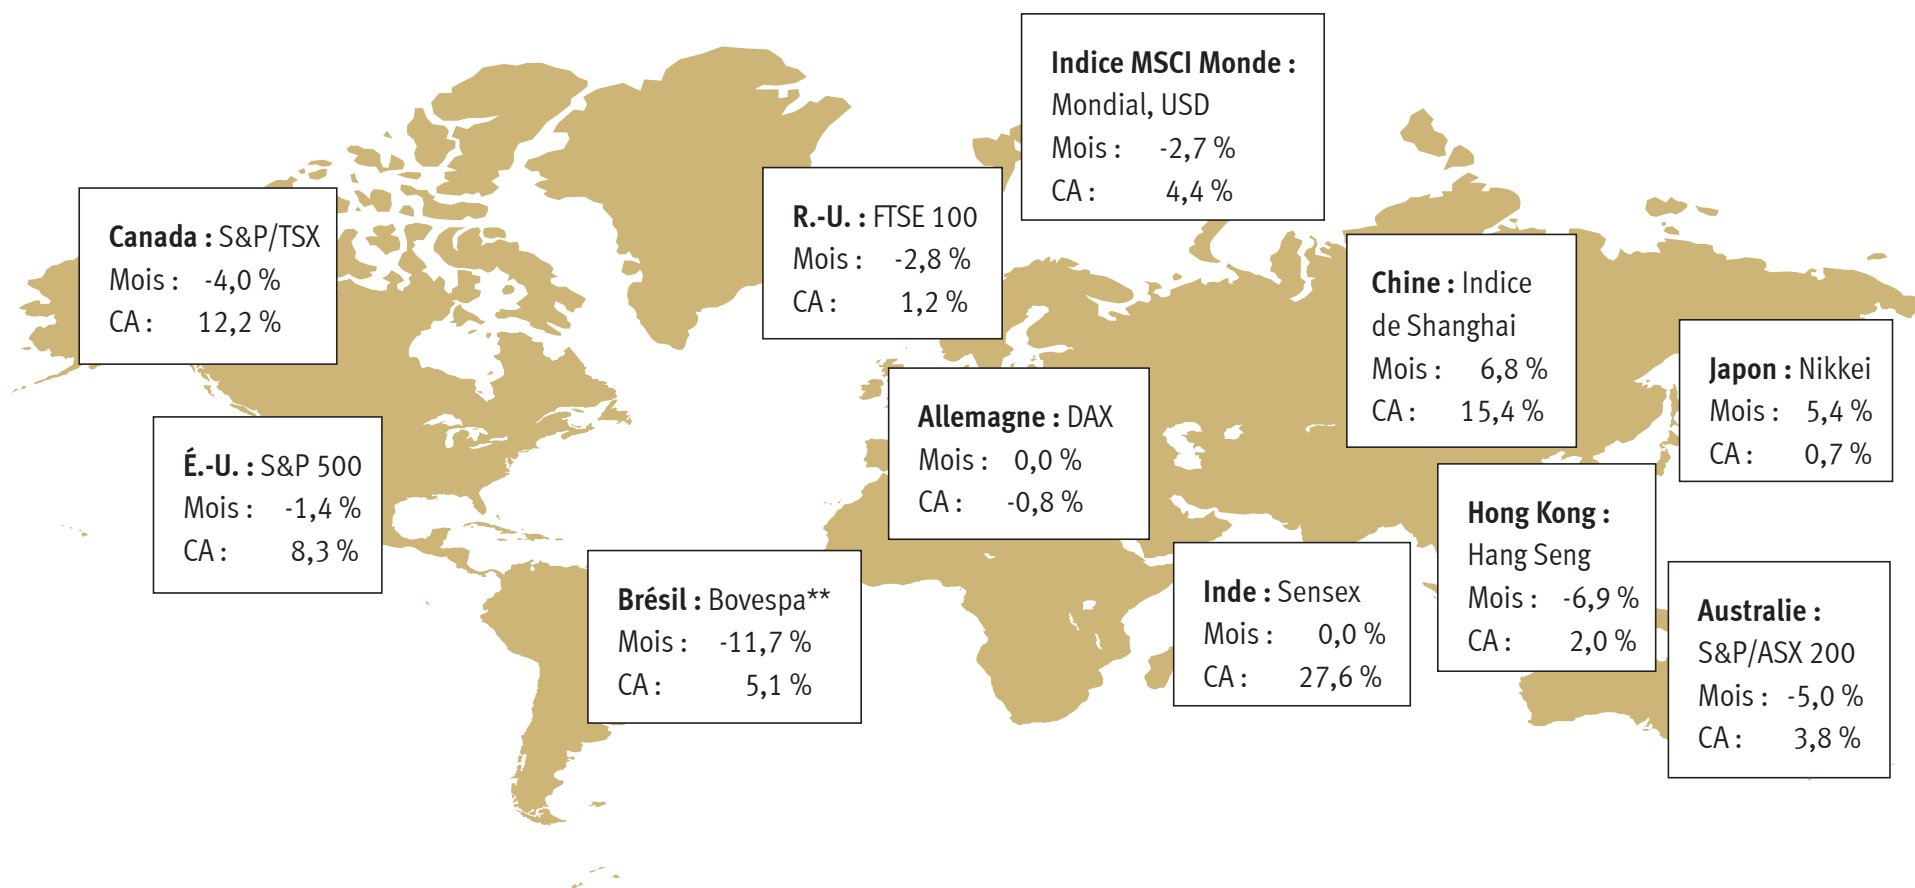 Indice MSCI Monde :
Mondial, USD
Mois : -2,7 %
CA : 4,4 %
Canada : S&P/TSX
Mois : -4,0 %
CA : 12,2 %
R.-U. : FTSE 100
Mois : -2,8 %
CA : 1,2 %
Chine : Indice
de Shanghai
Mois : 6,8 %
CA : 15,4 %
Japon : Nikkei
Mois : 5,4 %
CA : 0,7 %
Allemagne : DAX
Mois : 0,0 %
CA : -0,8 %
É.-U. : S&P 500
Mois : -1,4 %
CA : 8,3 %
Hong Kong :
Hang Seng
Mois : -6,9 %
CA : 2,0 %
Brésil : Bovespa**
Mois : -11,7 %
CA : 5,1 %
Inde : Sensex
Mois : 0,0 %
CA : 27,6 %
Australie :
S&P/ASX 200
Mois : -5,0 %
CA : 3,8 %